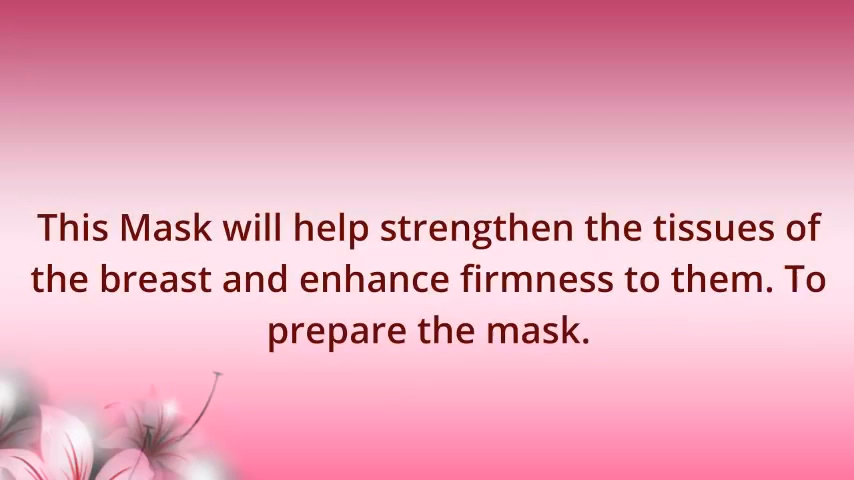 This Mask will help strengthen the tissues of
the breast and enhance firmness to them. To
prepare the mask.